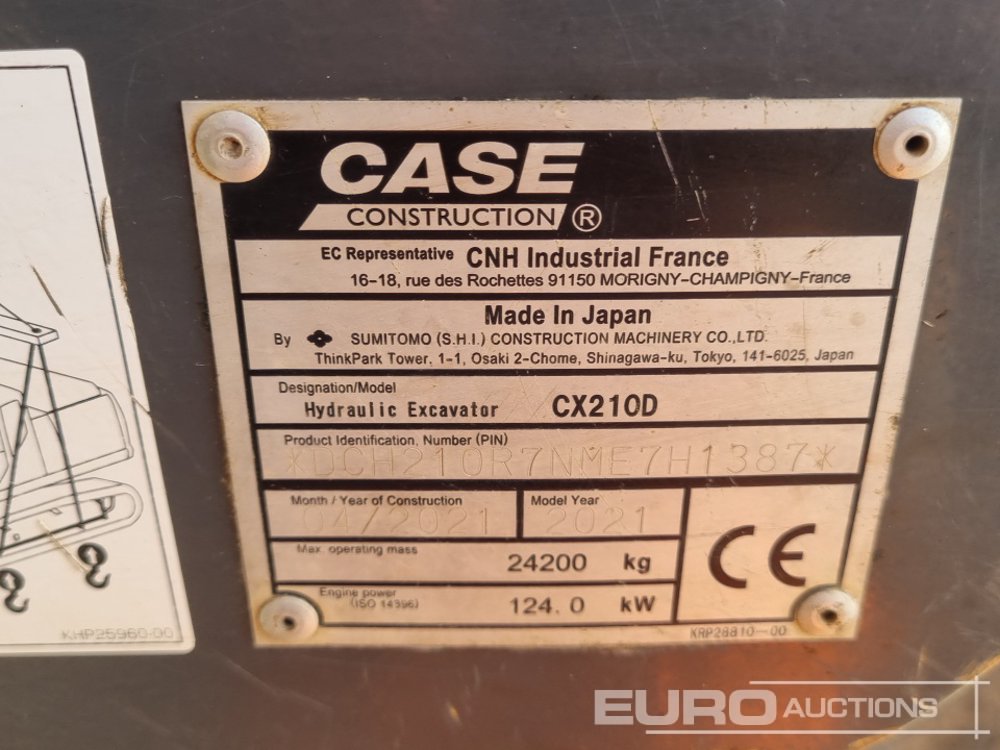 CASE
CONSTRUCTION ®
EC Representative CNH Industrial France
16-18, rue des Rochettes 91150 MORIGNY-CHAMPIGNY-France
Made In Japan
By SUMITOMO (S.H.I.) CONSTRUCTION MACHINERY CO.,LTD.
ThinkPark Tower, 1-1, Osaki 2-Chome, Shinagawa-ku, Tokyo, 141-6025, Japan
Designation/Model
Hydraulic Excavator CX210D
Product Identification Number (PIN)
*DCH210R7NME7H1387*
Month / Year of Construction
04/2021
Model Year
2021
Max. operating mass
24200 kg
Engine power
(ISO 14396)
124.0 kW
CE
KRP28810-00
KHP25960-00
EURO AUCTIONS